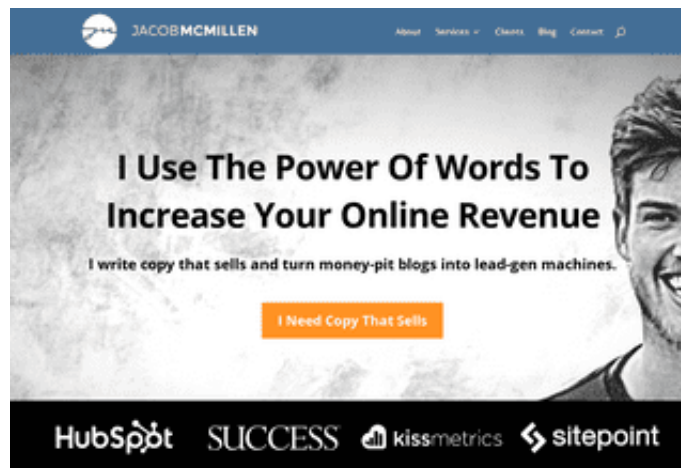 JACOBMCMILLEN
About Services Clients Blog Contact
I Use The Power Of Words To
Increase Your Online Revenue
I write copy that sells and turn money-pit blogs into lead-gen machines.
I Need Copy That Sells
HubSpot SUCCESS kissmetrics sitepoint